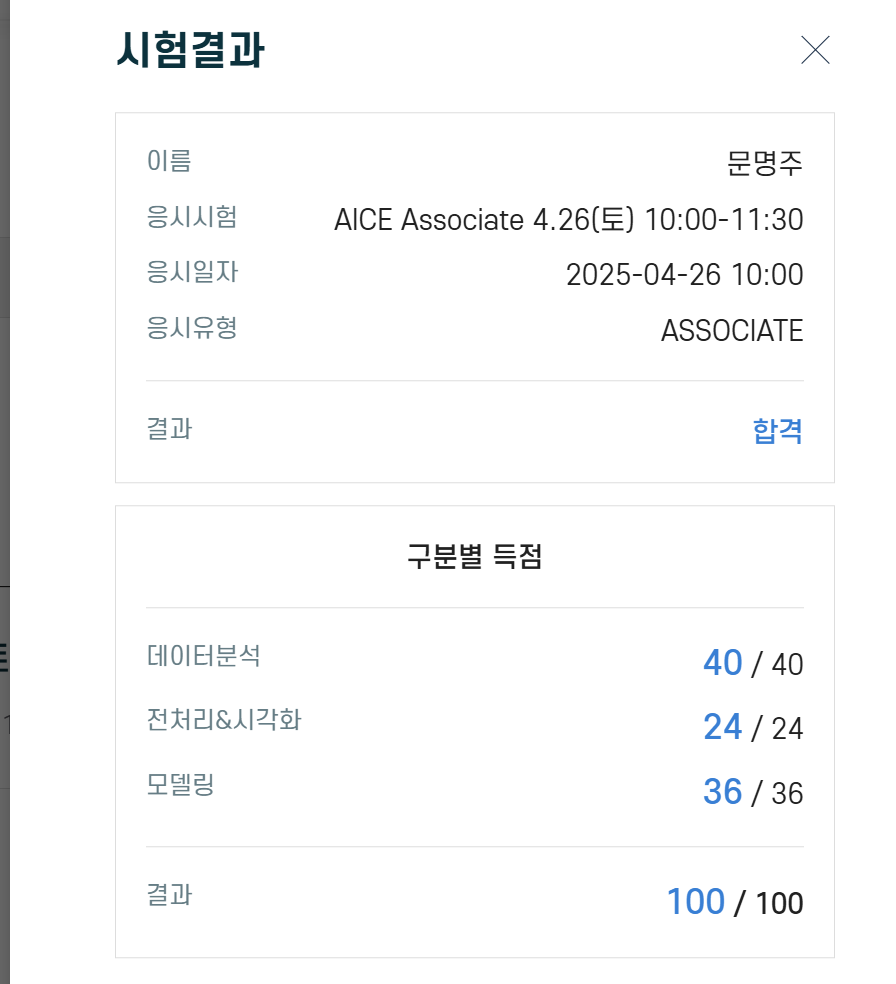 시험결과
이름 문명주
응시시험 AICE Associate 4.26(토) 10:00-11:30
응시일자 2025-04-26 10:00
응시유형 ASSOCIATE
결과 합격
구분별 득점
데이터분석 40 / 40
전처리&시각화 24 / 24
모델링 36 / 36
결과 100 / 100